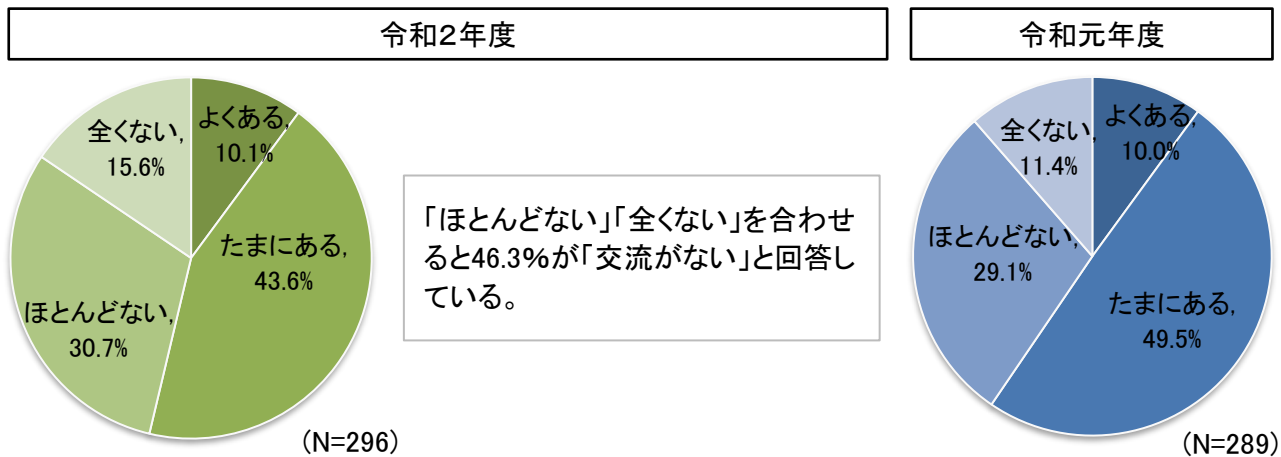 令和2年度
よくある,
10.1%
たまにある,
43.6%
ほとんどない,
30.7%
全くない,
15.6%
(N=296)
「ほとんどない」「全くない」を合わせ
ると46.3%が「交流がない」と回答し
ている。
令和元年度
よくある,
10.0%
たまにある,
49.5%
ほとんどない,
29.1%
全くない,
11.4%
(N=289)